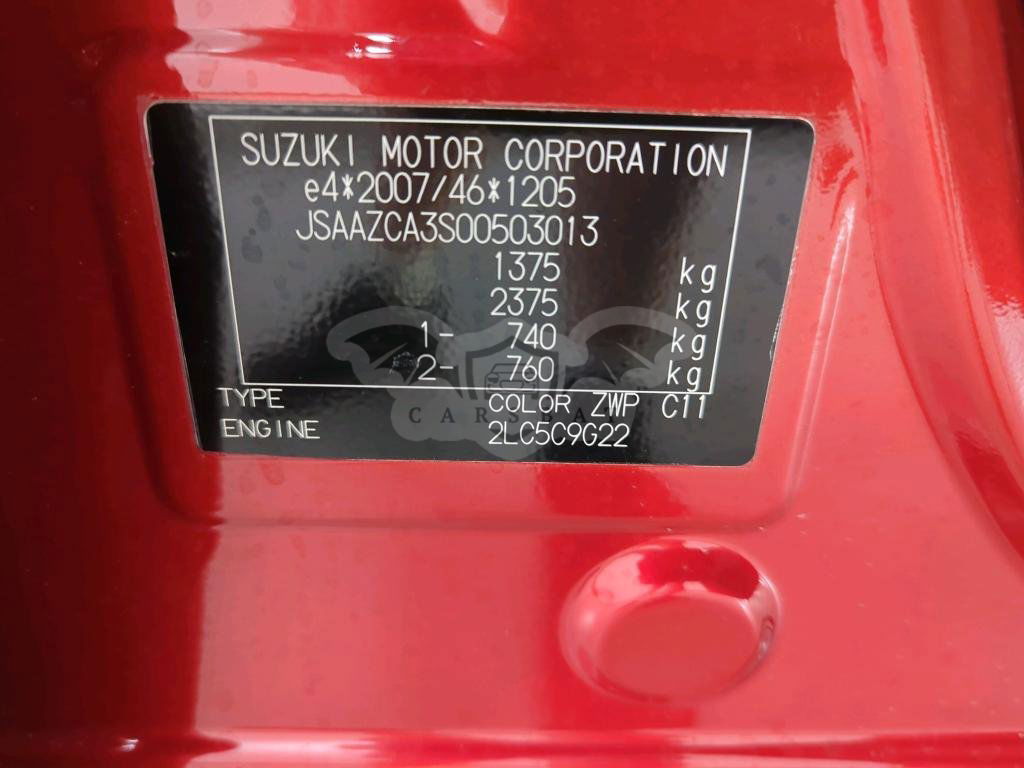 SUZUKI MOTOR CORPORATION
e4*2007/46*1205
JSAAZCA3S00503013
1375 kg
2375 kg
1- 740 kg
2- 760 kg
TYPE COLOR ZWP C11
ENGINE 2LC5C9G22